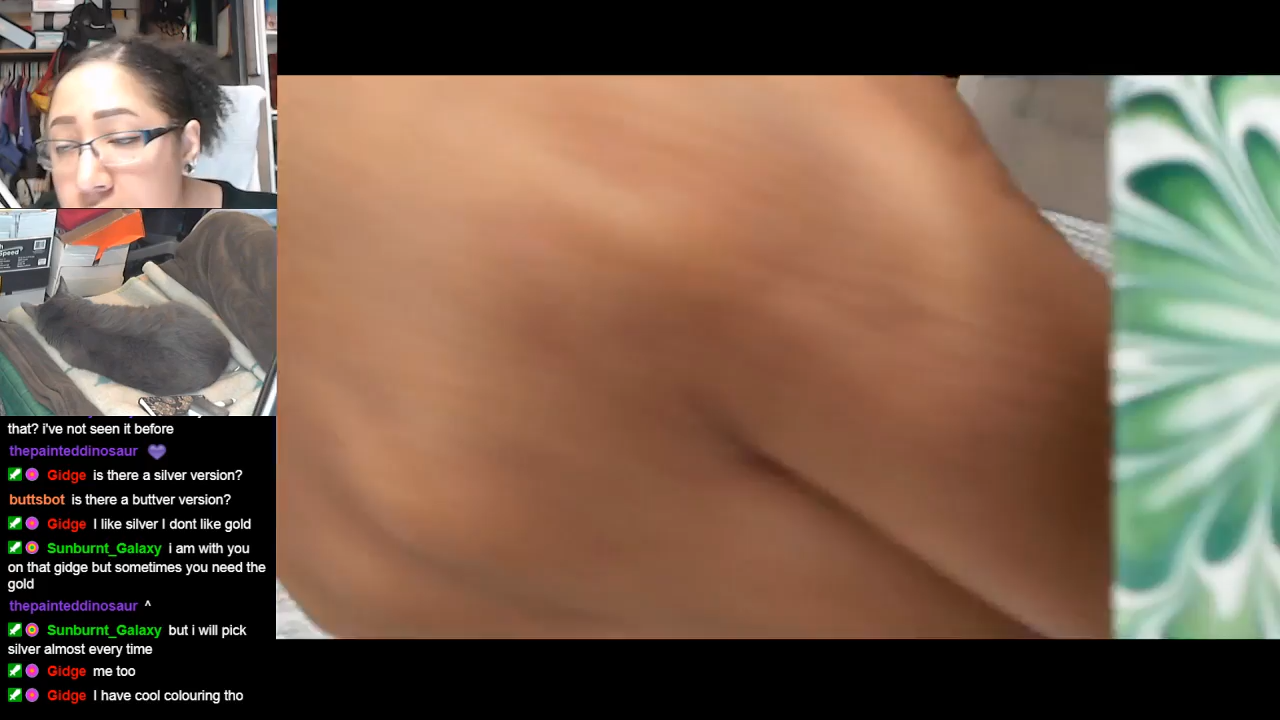 that? i've not seen it before
thepainteddinosaur
Gidge is there a silver version?
buttsbot is there a buttver version?
Gidge I like silver I dont like gold
Sunburnt_Galaxy i am with you
on that gidge but sometimes you need the
gold
thepainteddinosaur ^
Sunburnt_Galaxy but i will pick
silver almost every time
Gidge me too
Gidge I have cool colouring tho